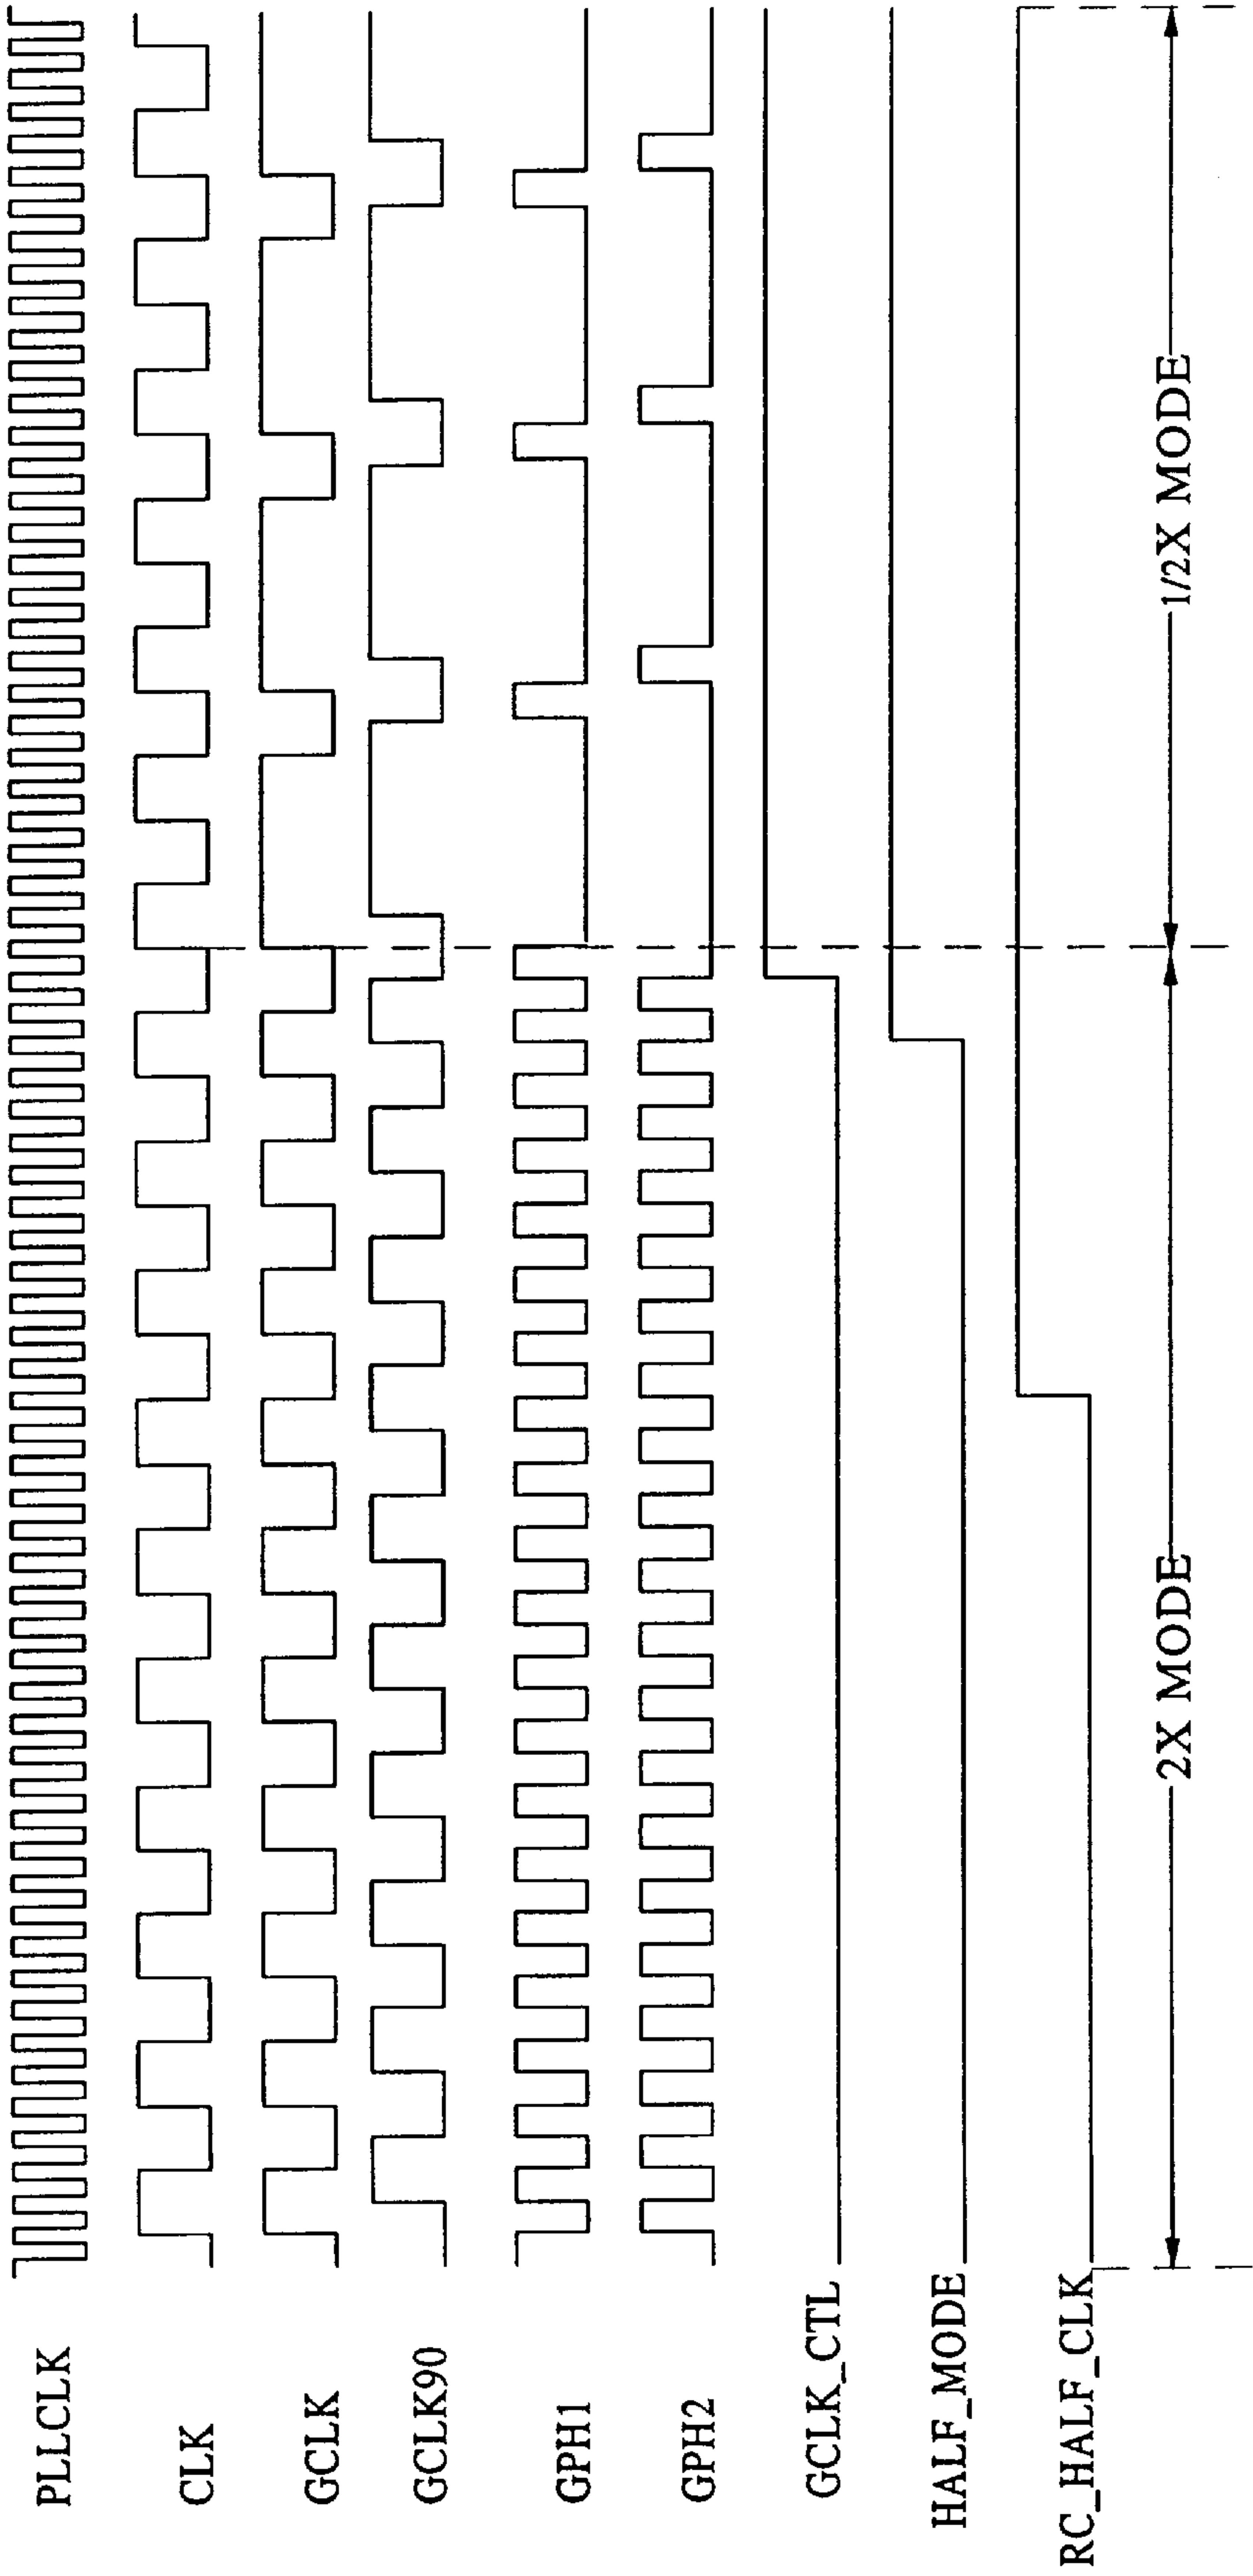 PLLCLK
CLK
GCLK
GCLK90
GPH1
GPH2
GCLK_CTL
HALF_MODE
RC_HALF_CLK
2X MODE
1/2X MODE